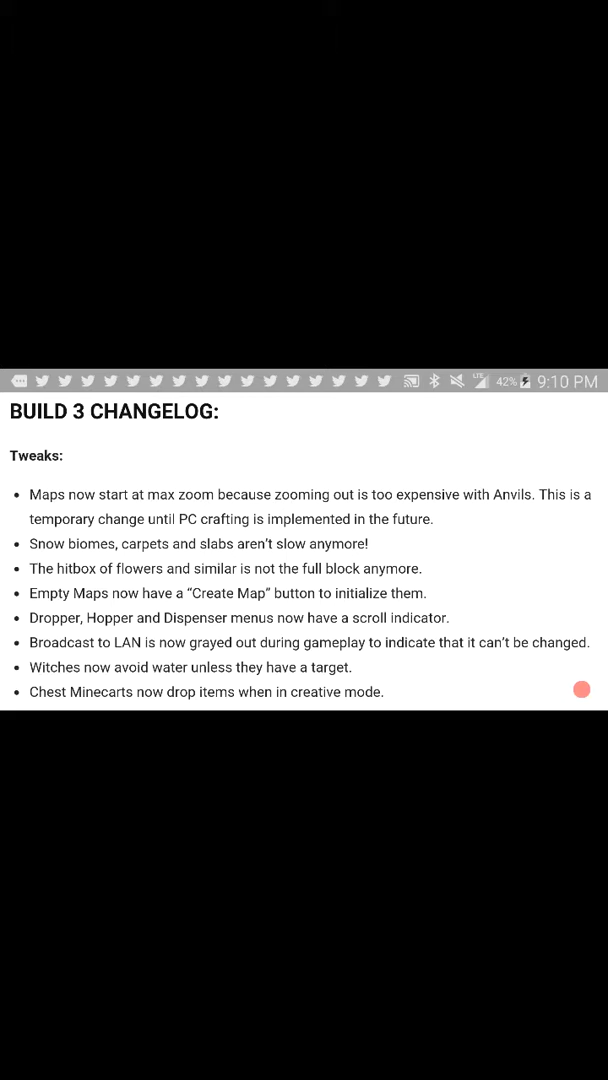 LTE 42% 9:10 PM
BUILD 3 CHANGELOG:
Tweaks:
• Maps now start at max zoom because zooming out is too expensive with Anvils. This is a
temporary change until PC crafting is implemented in the future.
• Snow biomes, carpets and slabs aren’t slow anymore!
• The hitbox of flowers and similar is not the full block anymore.
• Empty Maps now have a “Create Map” button to initialize them.
• Dropper, Hopper and Dispenser menus now have a scroll indicator.
• Broadcast to LAN is now grayed out during gameplay to indicate that it can’t be changed.
• Witches now avoid water unless they have a target.
• Chest Minecarts now drop items when in creative mode.